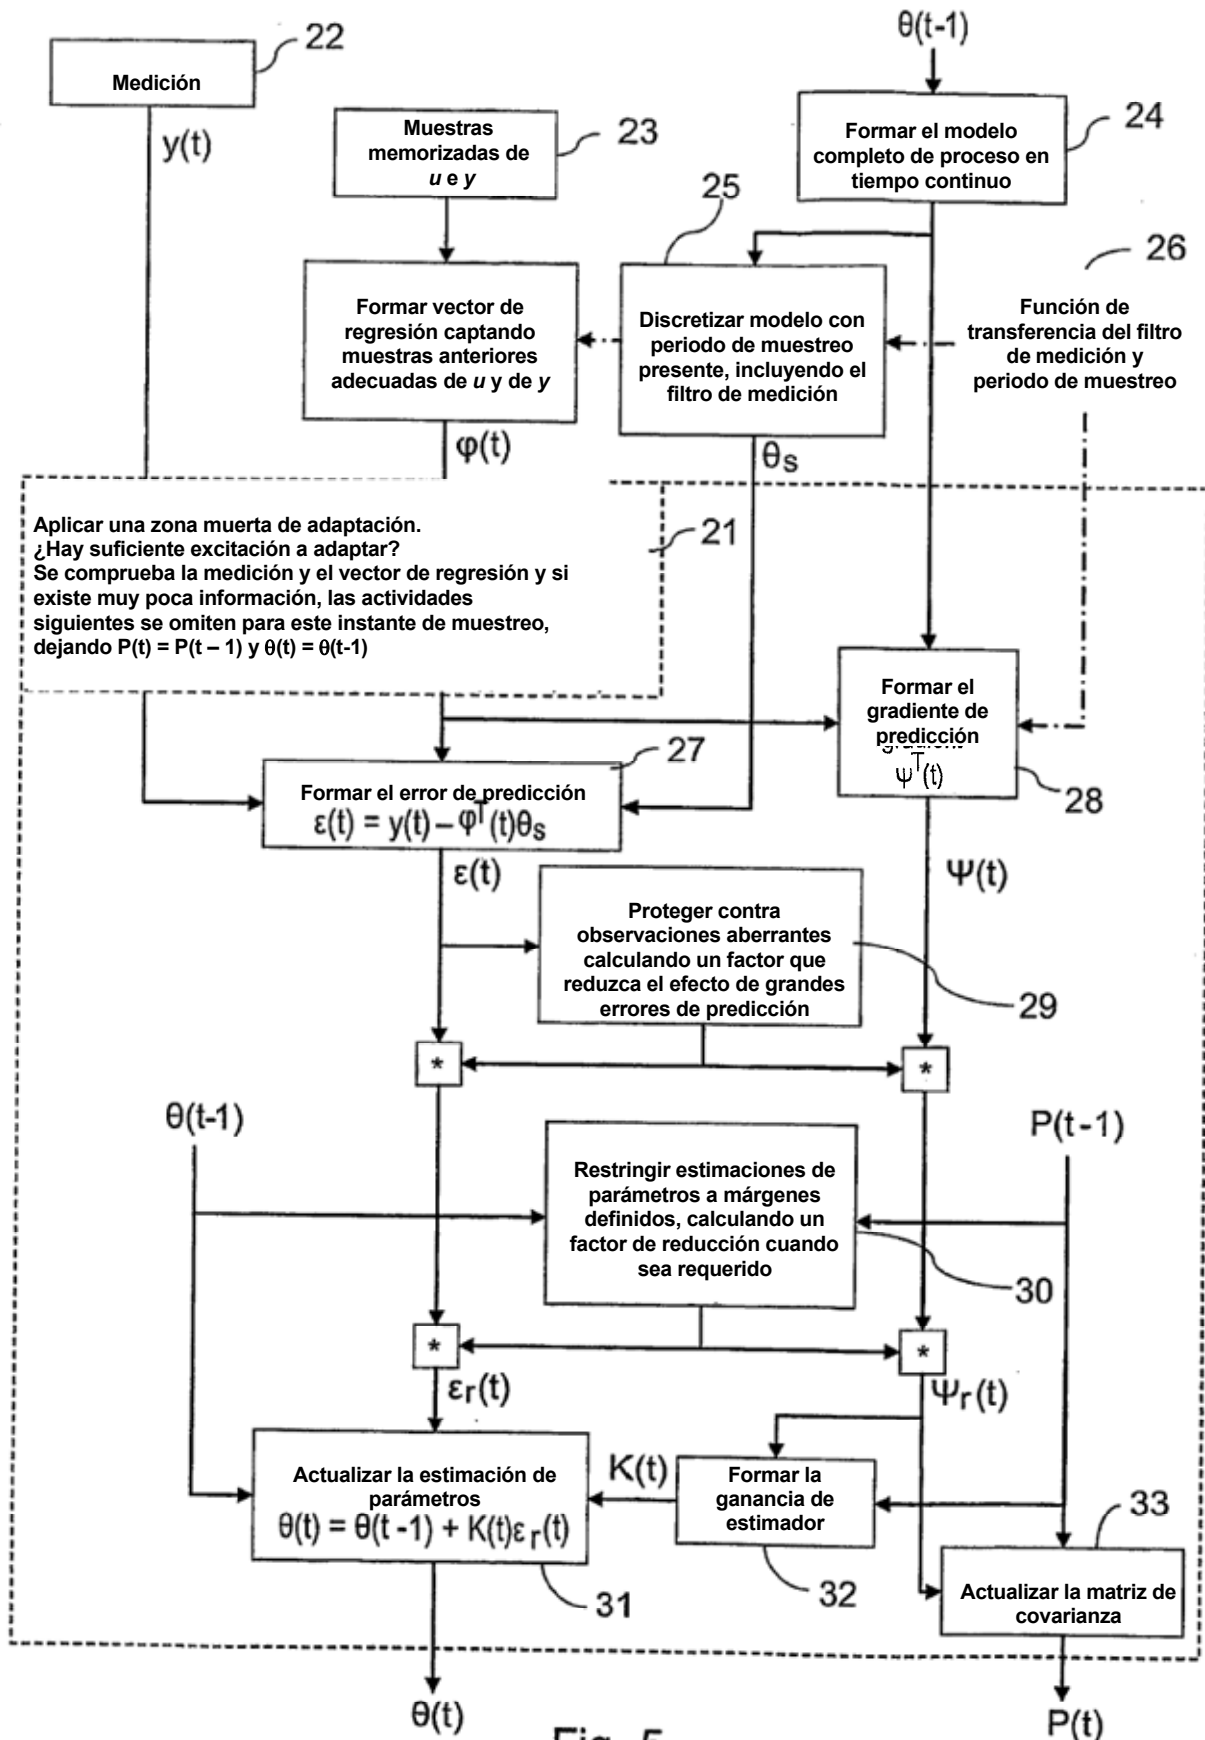 22
Medición
y(t)
Muestras
memorizadas de
u e y
23
θ(t-1)
Formar el modelo
completo de proceso en
tiempo continuo
24
25
26
Formar vector de
regresión captando
muestras anteriores
adecuadas de u y de y
Discretizar modelo con
periodo de muestreo
presente, incluyendo el
filtro de medición
Función de
transferencia del filtro
de medición y
periodo de muestreo
φ(t)
θs
Aplicar una zona muerta de adaptación.
¿Hay suficiente excitación a adaptar?
Se comprueba la medición y el vector de regresión y si
existe muy poca información, las actividades
siguientes se omiten para este instante de muestreo,
dejando P(t) = P(t – 1) y θ(t) = θ(t-1)
21
Formar el
gradiente de
predicción
ψT(t)
28
27
Formar el error de predicción
ε(t) = y(t) – φT(t)θs
ε(t)
Ψ(t)
Proteger contra
observaciones aberrantes
calculando un factor que
reduzca el efecto de grandes
errores de predicción
29
*
*
θ(t-1)
P(t-1)
Restringir estimaciones de
parámetros a márgenes
definidos, calculando un
factor de reducción cuando
sea requerido
30
*
*
εr(t)
Ψr(t)
Actualizar la estimación de
parámetros
θ(t) = θ(t-1) + K(t)εr(t)
31
K(t)
Formar la
ganancia de
estimador
32
33
Actualizar la matriz de
covarianza
θ(t)
P(t)
Fig. 5